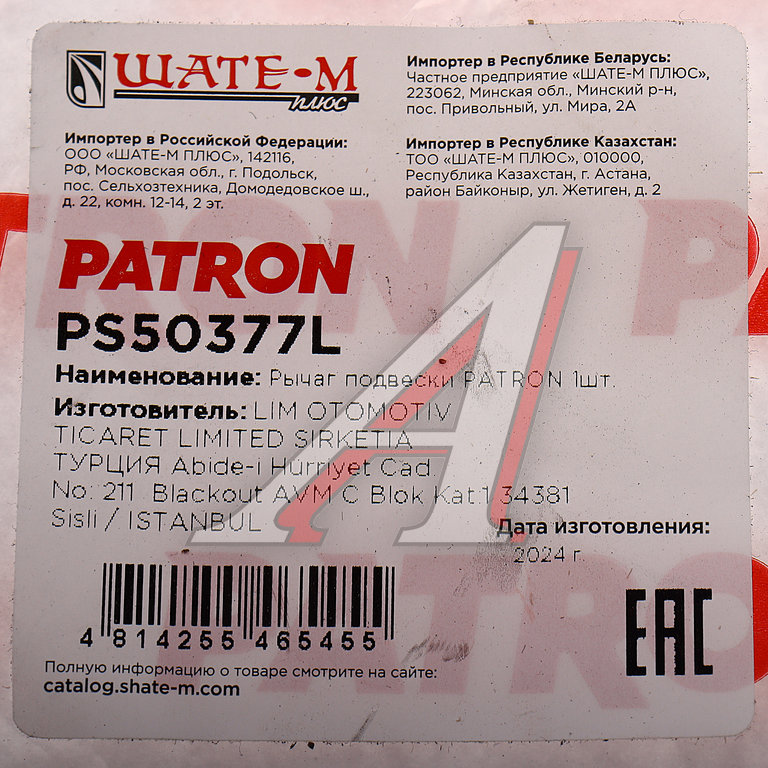 ШАТЕ-М
плюс
Импортер в Республике Беларусь:
Частное предприятие «ШАТЕ-М ПЛЮС»,
223062, Минская обл., Минский р-н,
пос. Привольный, ул. Мира, 2А
Импортер в Российской Федерации:
ООО «ШАТЕ-М ПЛЮС», 142116,
РФ, Московская обл., г. Подольск,
пос. Сельхозтехника, Домодедовское ш.,
д. 22, комн. 12-14, 2 эт.
Импортер в Республике Казахстан:
ТОО «ШАТЕ-М ПЛЮС», 010000,
Республика Казахстан, г. Астана,
район Байконыр, ул. Жетиген, д. 2
PATRON
PS50377L
Наименование: Рычаг подвески PATRON 1шт.
Изготовитель: LIM OTOMOTIV
TICARET LIMITED SIRKETIA
ТУРЦИЯ Abide-i Hürriyet Cad
No: 211 Blackout AVM C Blok Kat:1 34381
Sisli / ISTANBUL
Дата изготовления:
2024 г.
4 814255 465455
EAC
Полную информацию о товаре смотрите на сайте:
catalog.shate-m.com